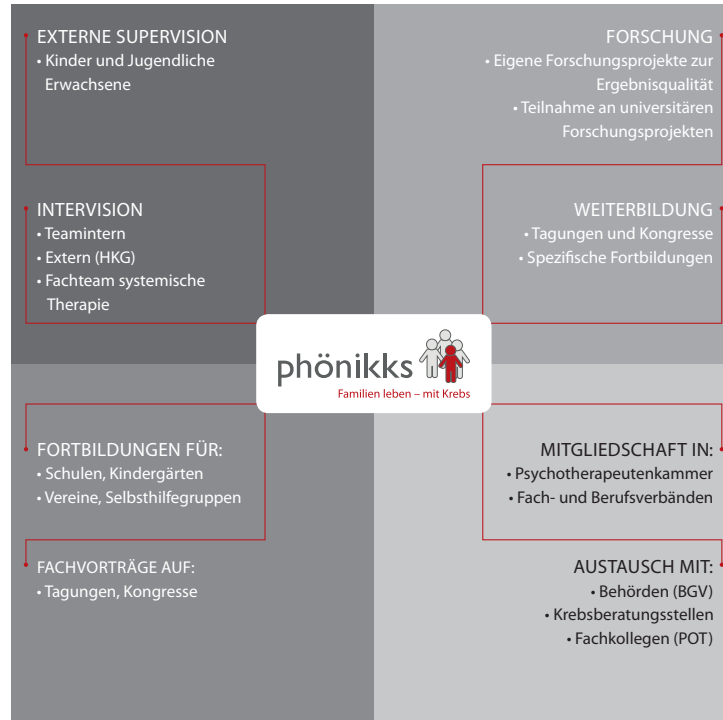 EXTERNE SUPERVISION
• Kinder und Jugendliche
Erwachsene
INTERVISION
• Teamintern
• Extern (HKG)
• Fachteam systemische
Therapie
FORSCHUNG
• Eigene Forschungsprojekte zur
Ergebnisqualität
• Teilnahme an universitären
Forschungsprojekten
WEITERBILDUNG
• Tagungen und Kongresse
• Spezifische Fortbildungen
phönikks
Familien leben – mit Krebs
FORTBILDUNGEN FÜR:
• Schulen, Kindergärten
• Vereine, Selbsthilfegruppen
FACHVORTRÄGE AUF:
• Tagungen, Kongresse
MITGLIEDSCHAFT IN:
• Psychotherapeutenkammer
• Fach- und Berufsverbänden
AUSTAUSCH MIT:
• Behörden (BGV)
• Krebsberatungsstellen
• Fachkollegen (POT)